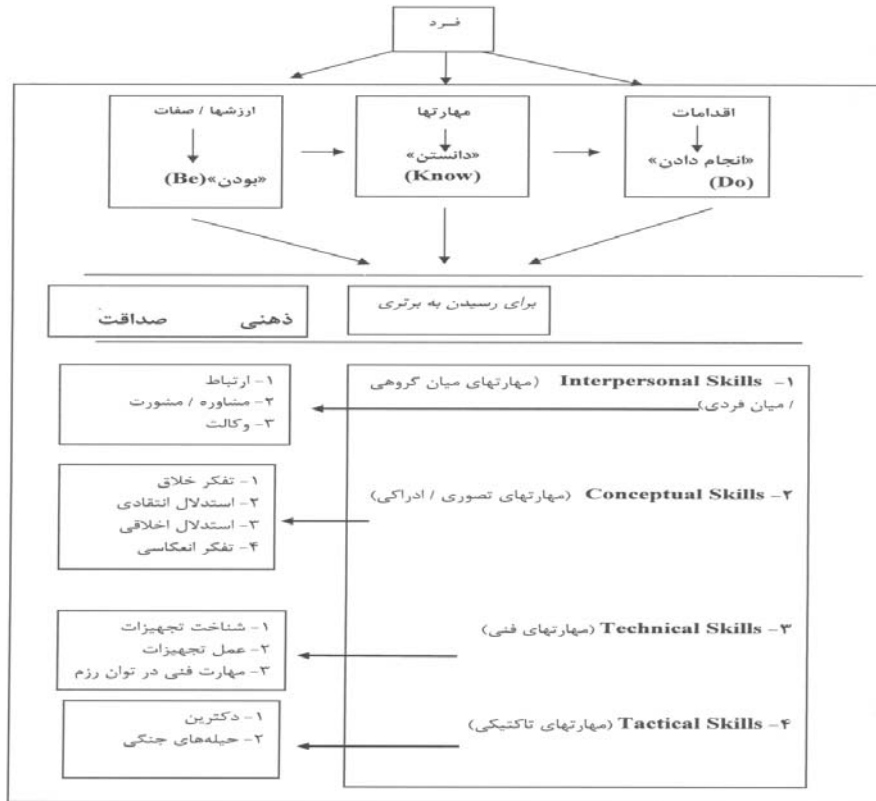 فرد
اقدامات
«انجام دادن»
(Do)
مهارتها
«دانستن»
(Know)
ارزشها / صفات
«بودن»(Be)
برای رسیدن به برتری
ذهنی صداقت
۱- Interpersonal Skills (مهارتهای میان گروهی
/ میان فردی)
۱- ارتباط
۲- مشاوره / مشورت
۳- وکالت
۲- Conceptual Skills (مهارتهای تصوری / ادراکی)
۱- تفکر خلاق
۲- استدلال انتقادی
۳- استدلال اخلاقی
۴- تفکر انعکاسی
۳- Technical Skills (مهارتهای فنی)
۱- شناخت تجهیزات
۲- عمل تجهیزات
۳- مهارت فنی در توان رزم
۴- Tactical Skills (مهارتهای تاکتیکی)
۱- دکترین
۲- حیله‌های جنگی